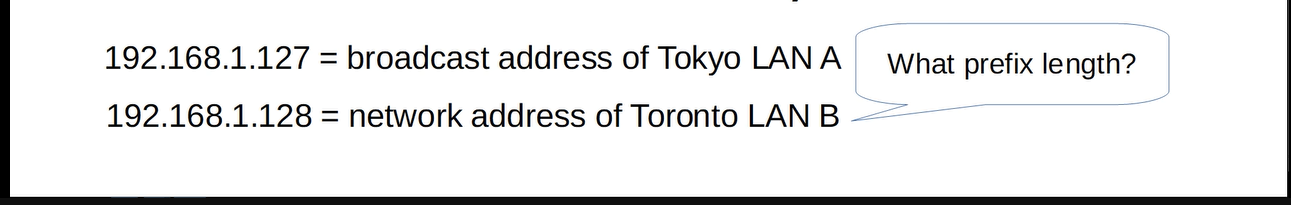 192.168.1.127 = broadcast address of Tokyo LAN A
What prefix length?
192.168.1.128 = network address of Toronto LAN B